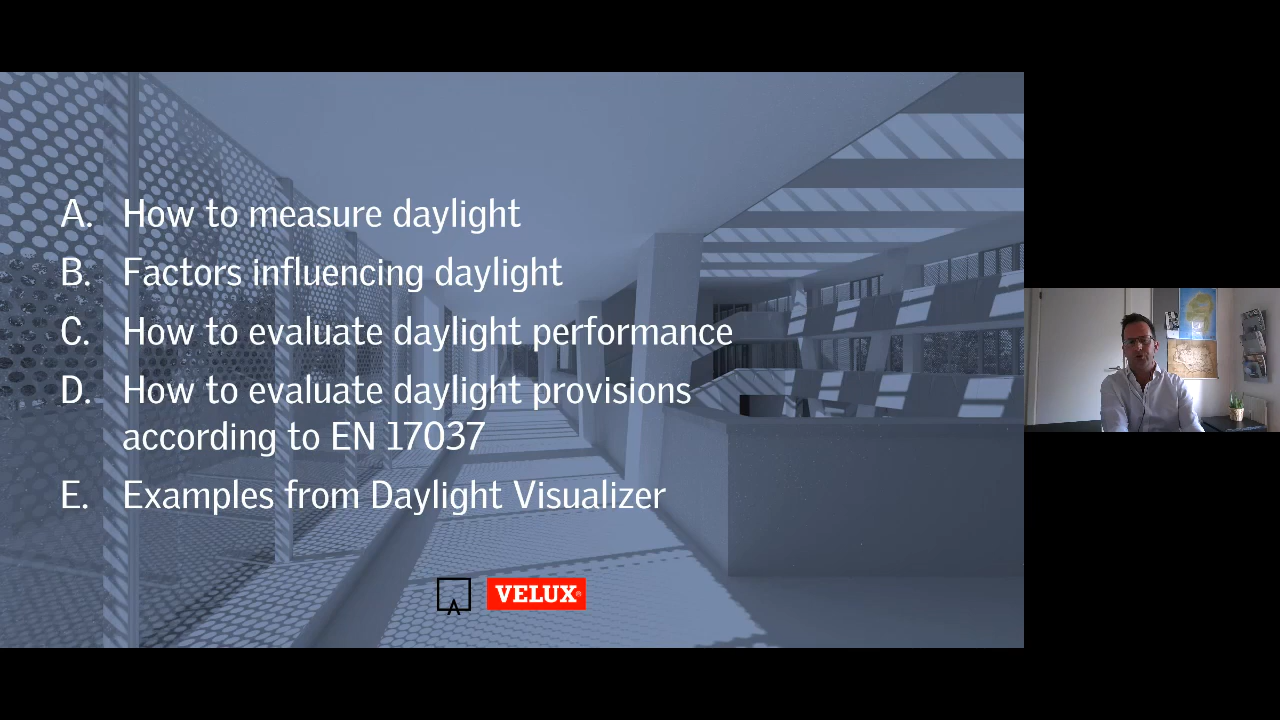 A. How to measure daylight
B. Factors influencing daylight
C. How to evaluate daylight performance
D. How to evaluate daylight provisions
according to EN 17037
E. Examples from Daylight Visualizer
VELUX®